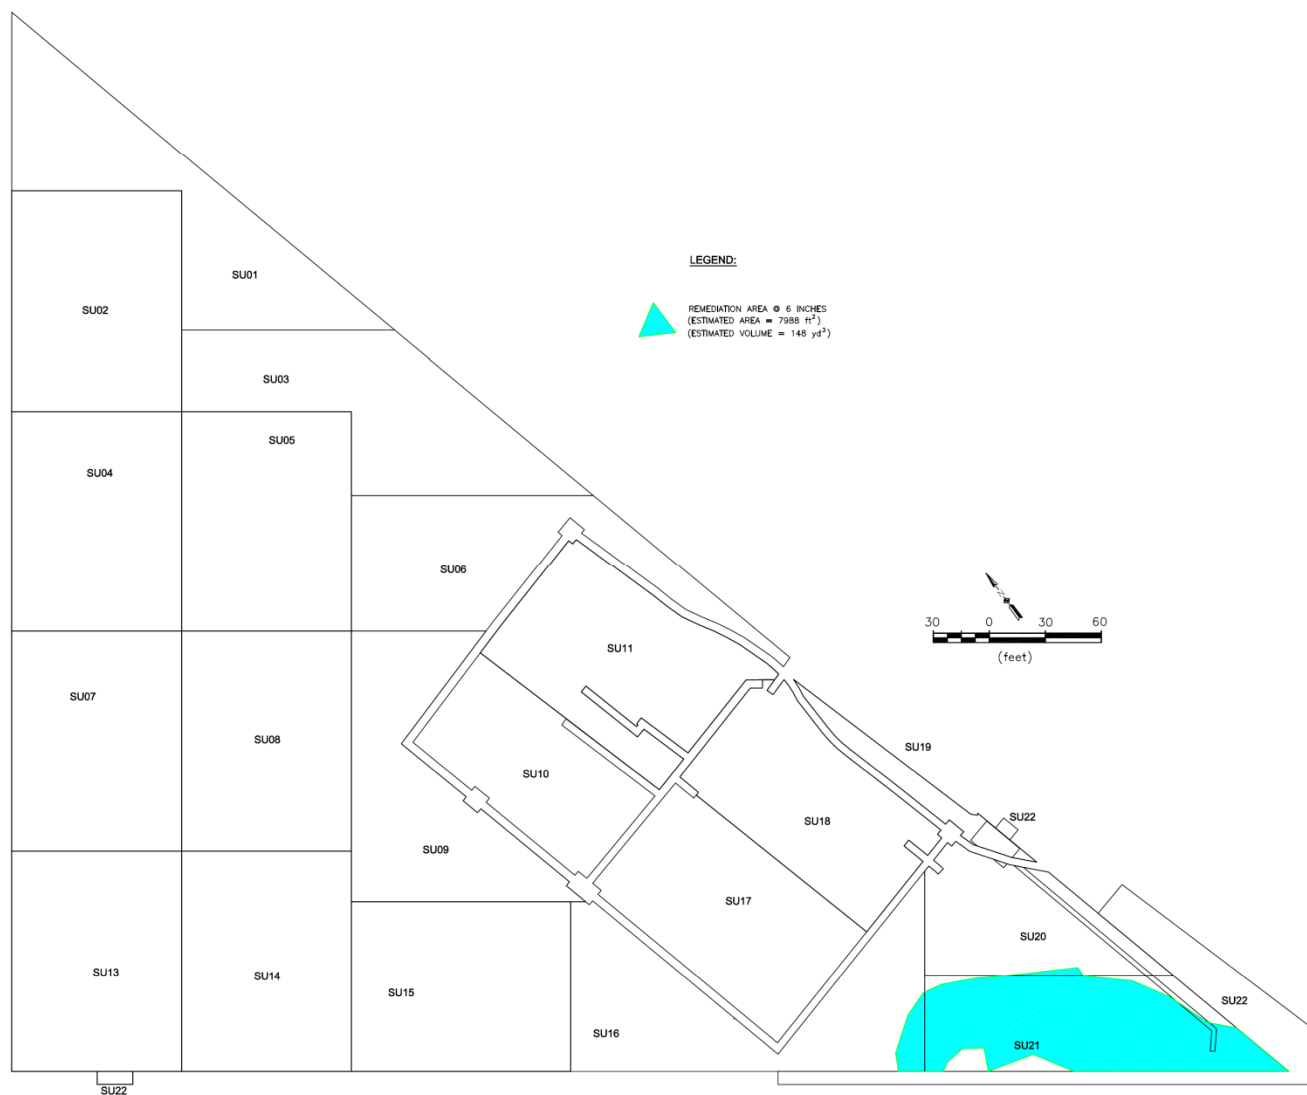 SU01
LEGEND:
SU02
REMEDIATION AREA @ 6 INCHES
(ESTIMATED AREA = 7988 ft²)
(ESTIMATED VOLUME = 148 yd³)
SU03
SU05
SU04
SU06
N
30 0 30 60
(feet)
SU11
SU07
SU08
SU19
SU10
SU22
SU18
SU09
SU17
SU20
SU13
SU14
SU15
SU22
SU16
SU21
SU22